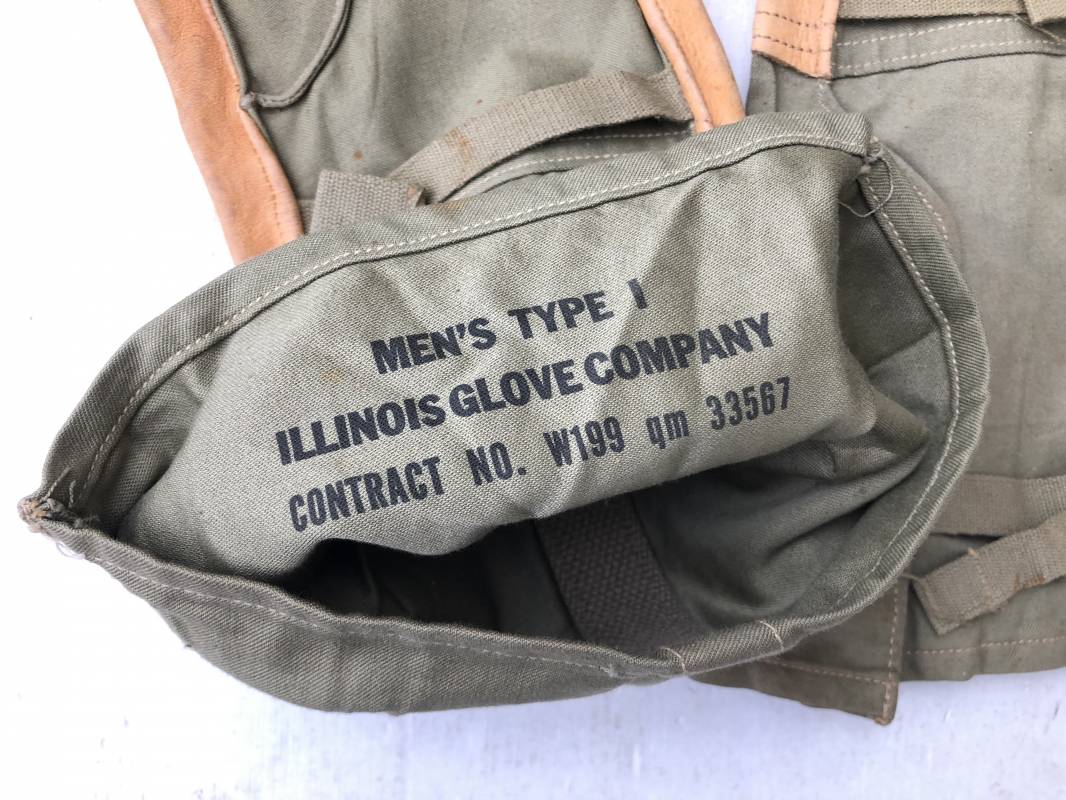 MEN'S TYPE I
ILLINOIS GLOVE COMPANY
CONTRACT NO. W199 qm 33567